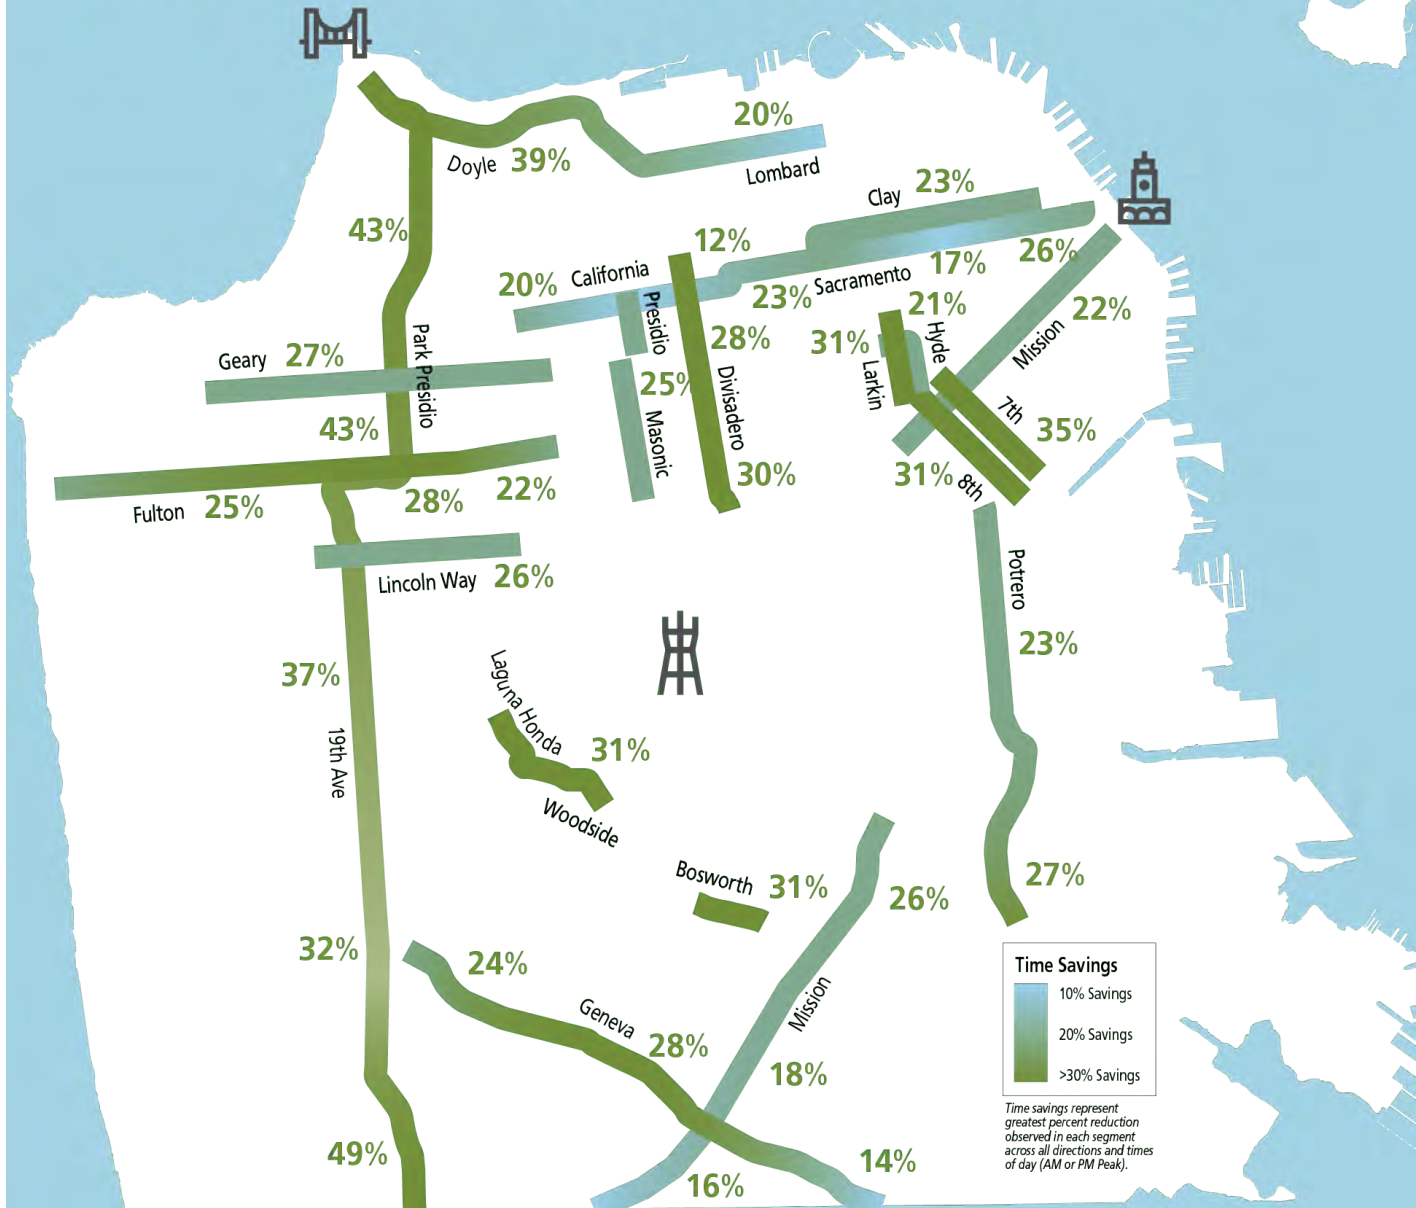 20%
Doyle 39%
Lombard
Clay 23%
43%
12%
26%
20% California
17%
23% Sacramento
Presidio
21%
22%
28%
31%
Hyde
Mission
Geary 27%
Park Presidio
Larkin
25%
Divisadero
7th
35%
43%
Masonic
30%
31%
8th
22%
28%
Fulton 25%
26%
Lincoln Way
Potrero
23%
37%
Laguna Honda
19th Ave
31%
Woodside
Bosworth 31%
27%
26%
32%
24%
Geneva
Mission
28%
18%
49%
14%
16%
Time Savings
10% Savings
20% Savings
>30% Savings
Time savings represent
greatest percent reduction
observed in each segment
across all directions and times
of day (AM or PM Peak).